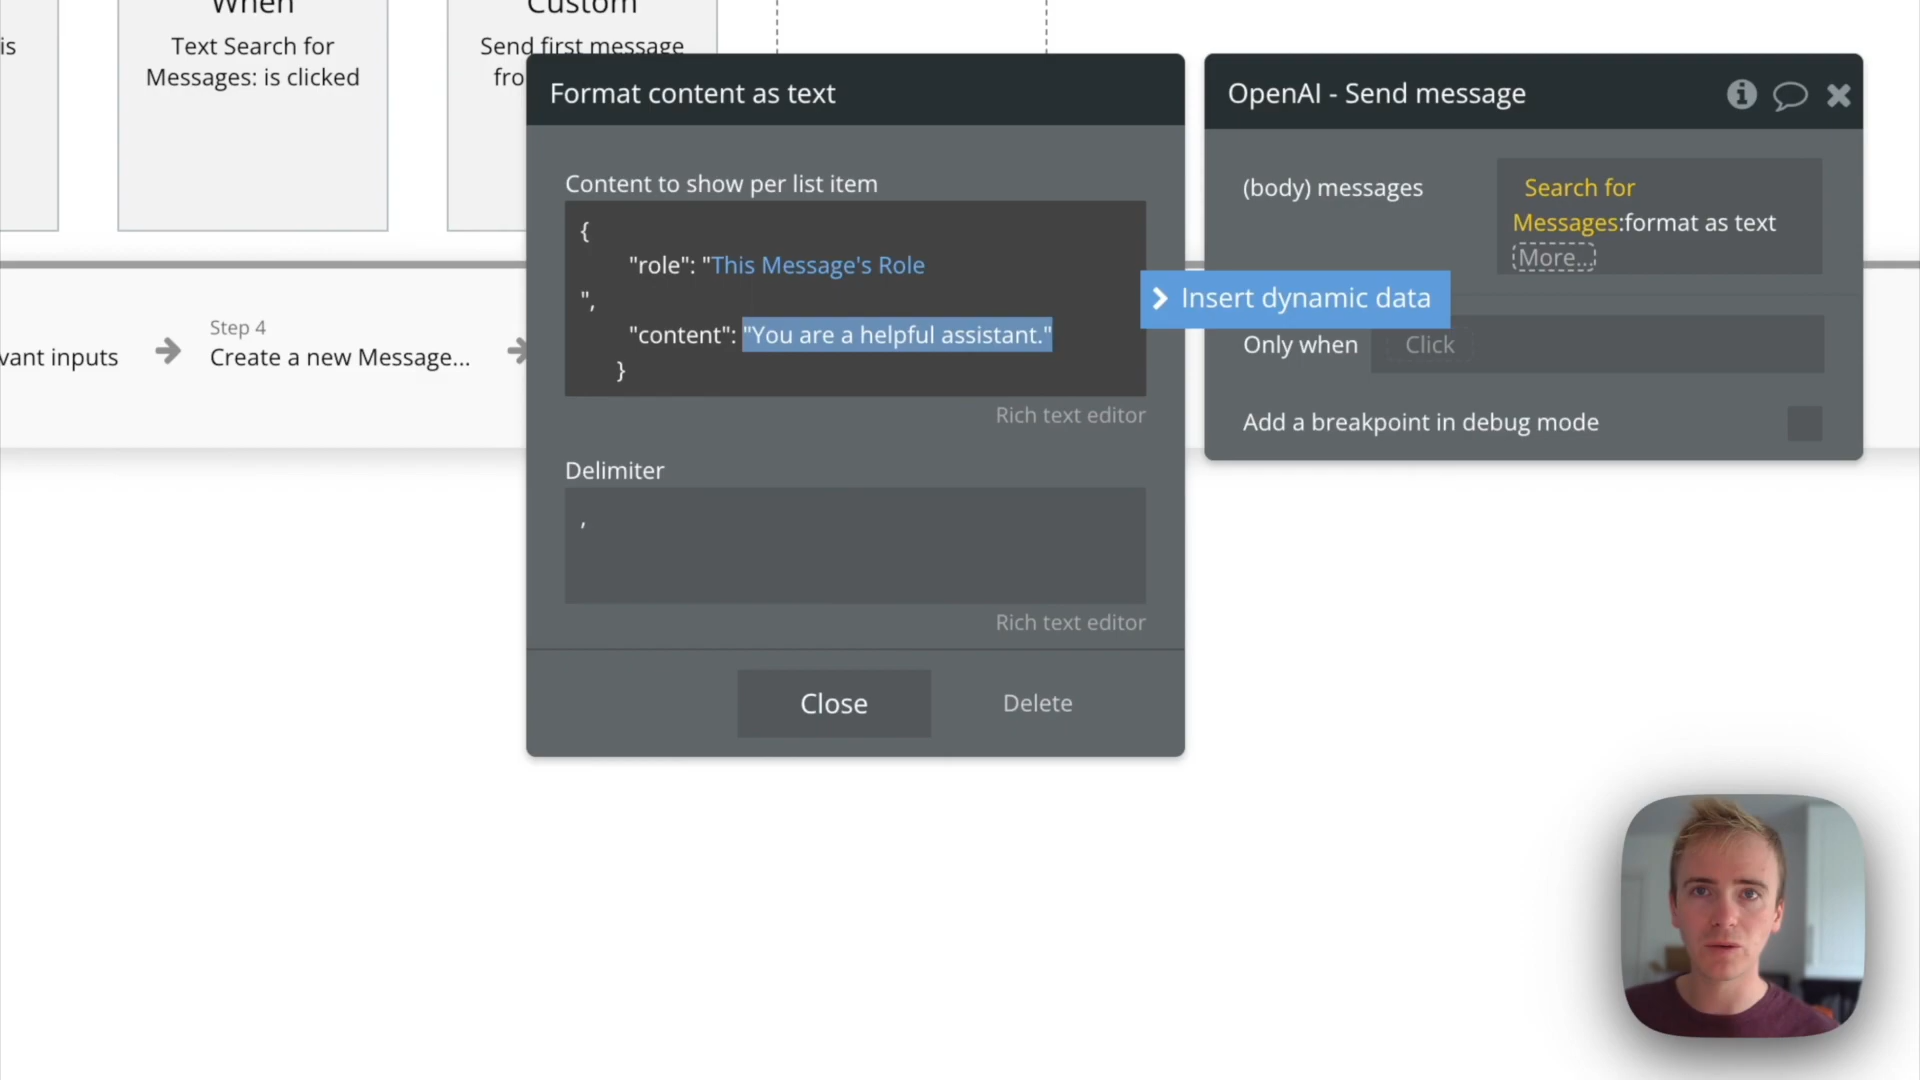 When
Custom
is
Text Search for
Messages: is clicked
Send first message
fro
Format content as text
OpenAI - Send message
Content to show per list item
{
"role": "This Message's Role
",
"content": "You are a helpful assistant."
}
Rich text editor
(body) messages
Search for
Messages:format as text
More...
Insert dynamic data
Only when
Click
Add a breakpoint in debug mode
vant inputs
Step 4
Create a new Message...
Delimiter
,
Rich text editor
Close
Delete